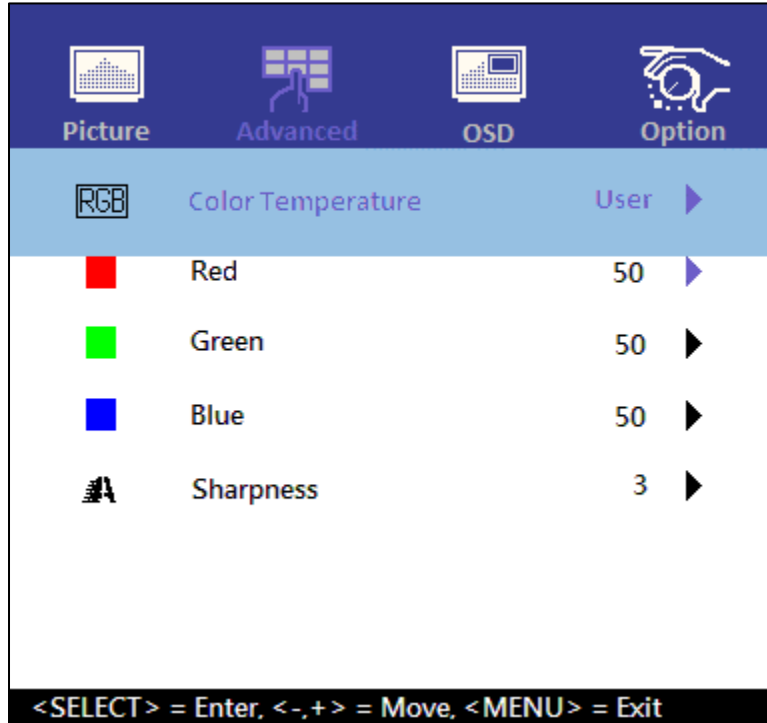 Picture Advanced OSD Option
RGB Color Temperature User
Red 50
Green 50
Blue 50
Sharpness 3
<SELECT> = Enter, <-,+> = Move, <MENU> = Exit